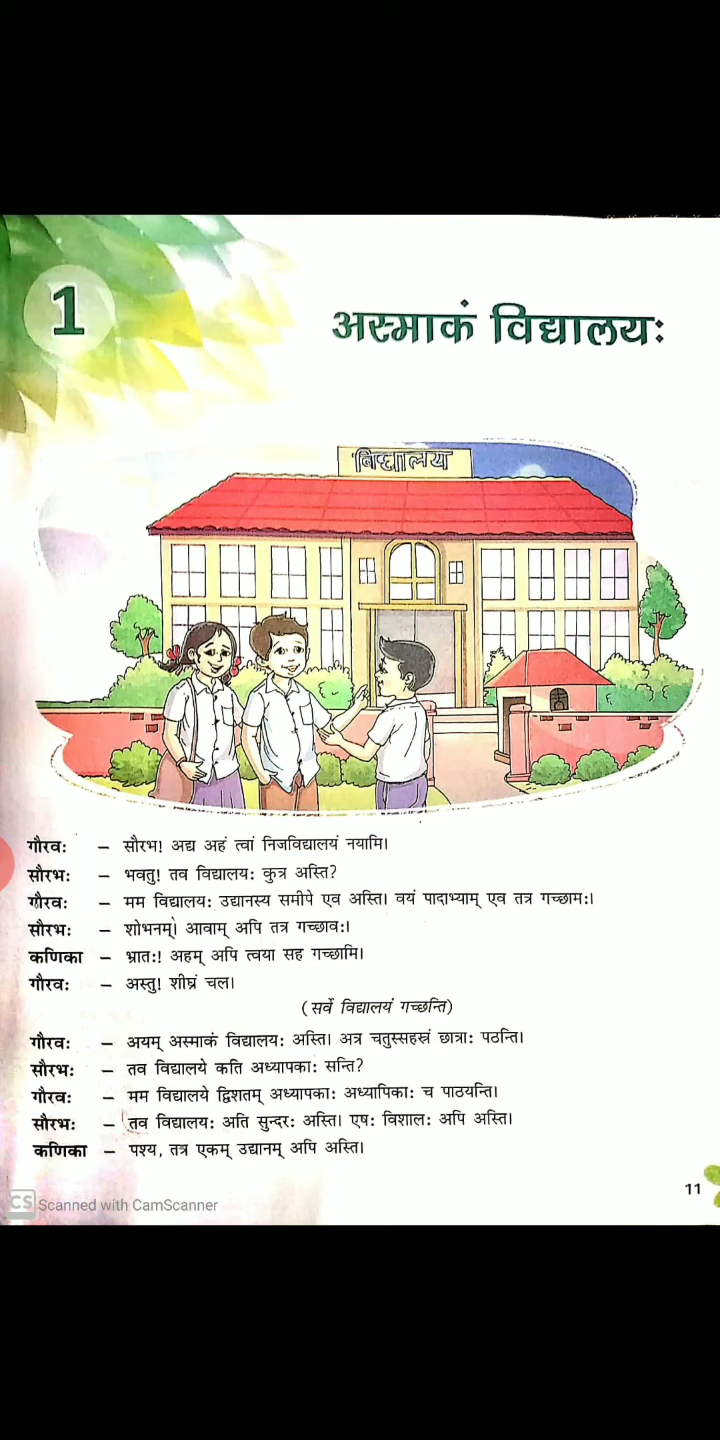 1
अस्माकं विद्यालयः
विद्यालय
गौरवः – सौरभ! अद्य अहं त्वां निजविद्यालयं नयामि।
सौरभः – भवतु! तव विद्यालयः कुत्र अस्ति?
गौरवः – मम विद्यालयः उद्यानस्य समीपे एव अस्ति। वयं पादाभ्याम् एव तत्र गच्छामः।
सौरभः – शोभनम्। आवाम् अपि तत्र गच्छावः।
कणिका – भ्रातः! अहम् अपि त्वया सह गच्छामि।
गौरवः – अस्तु! शीघ्रं चल।
(सर्वे विद्यालयं गच्छन्ति)
गौरवः – अयम् अस्माकं विद्यालयः अस्ति। अत्र चतुस्सहस्रं छात्राः पठन्ति।
सौरभः – तव विद्यालये कति अध्यापकाः सन्ति?
गौरवः – मम विद्यालये द्विशतम् अध्यापकाः अध्यापिकाः च पाठयन्ति।
सौरभः – तव विद्यालयः अति सुन्दरः अस्ति। एषः विशालः अपि अस्ति।
कणिका – पश्य, तत्र एकम् उद्यानम् अपि अस्ति।
11
CS Scanned with CamScanner